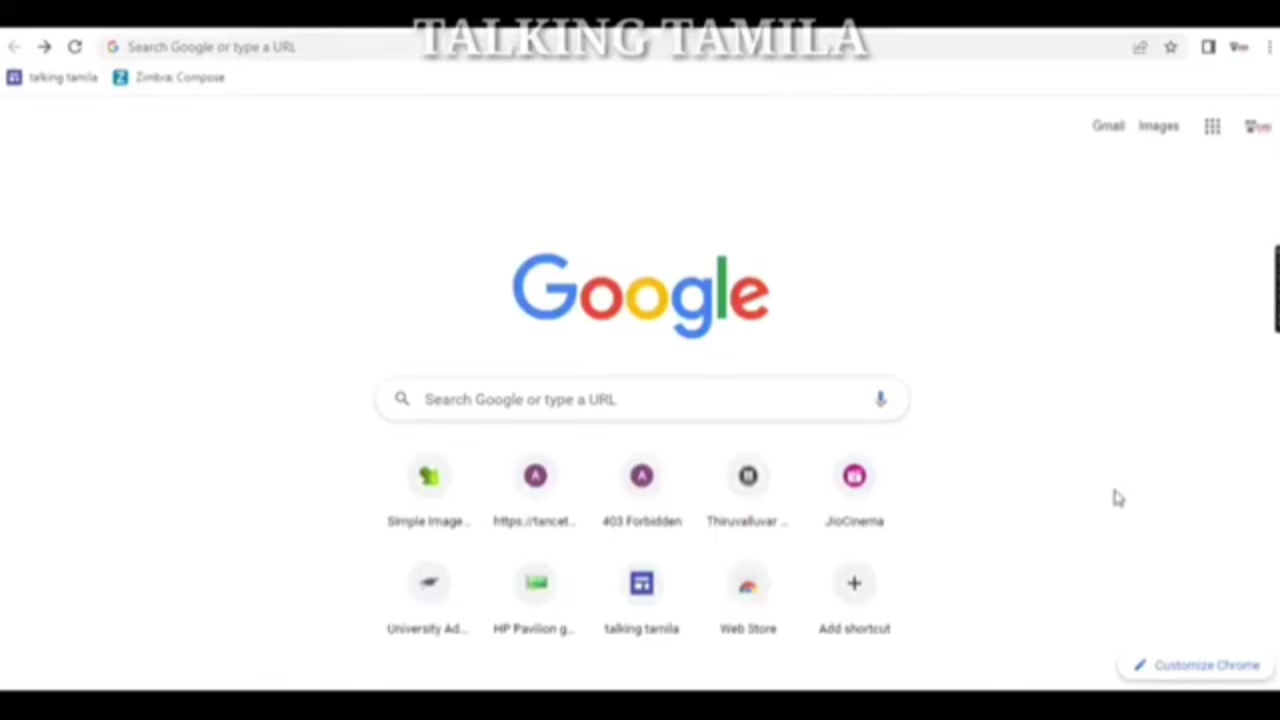 TALKING TAMILA
Search Google or type a URL
talking tamila Zimbra: Compose
Gmail Images
Google
Search Google or type a URL
Simple Image... https://tancet... 403 Forbidden Thiruvalluvar ... JioCinema
University Ad... HP Pavilion g... talking tamila Web Store Add shortcut
Customize Chrome